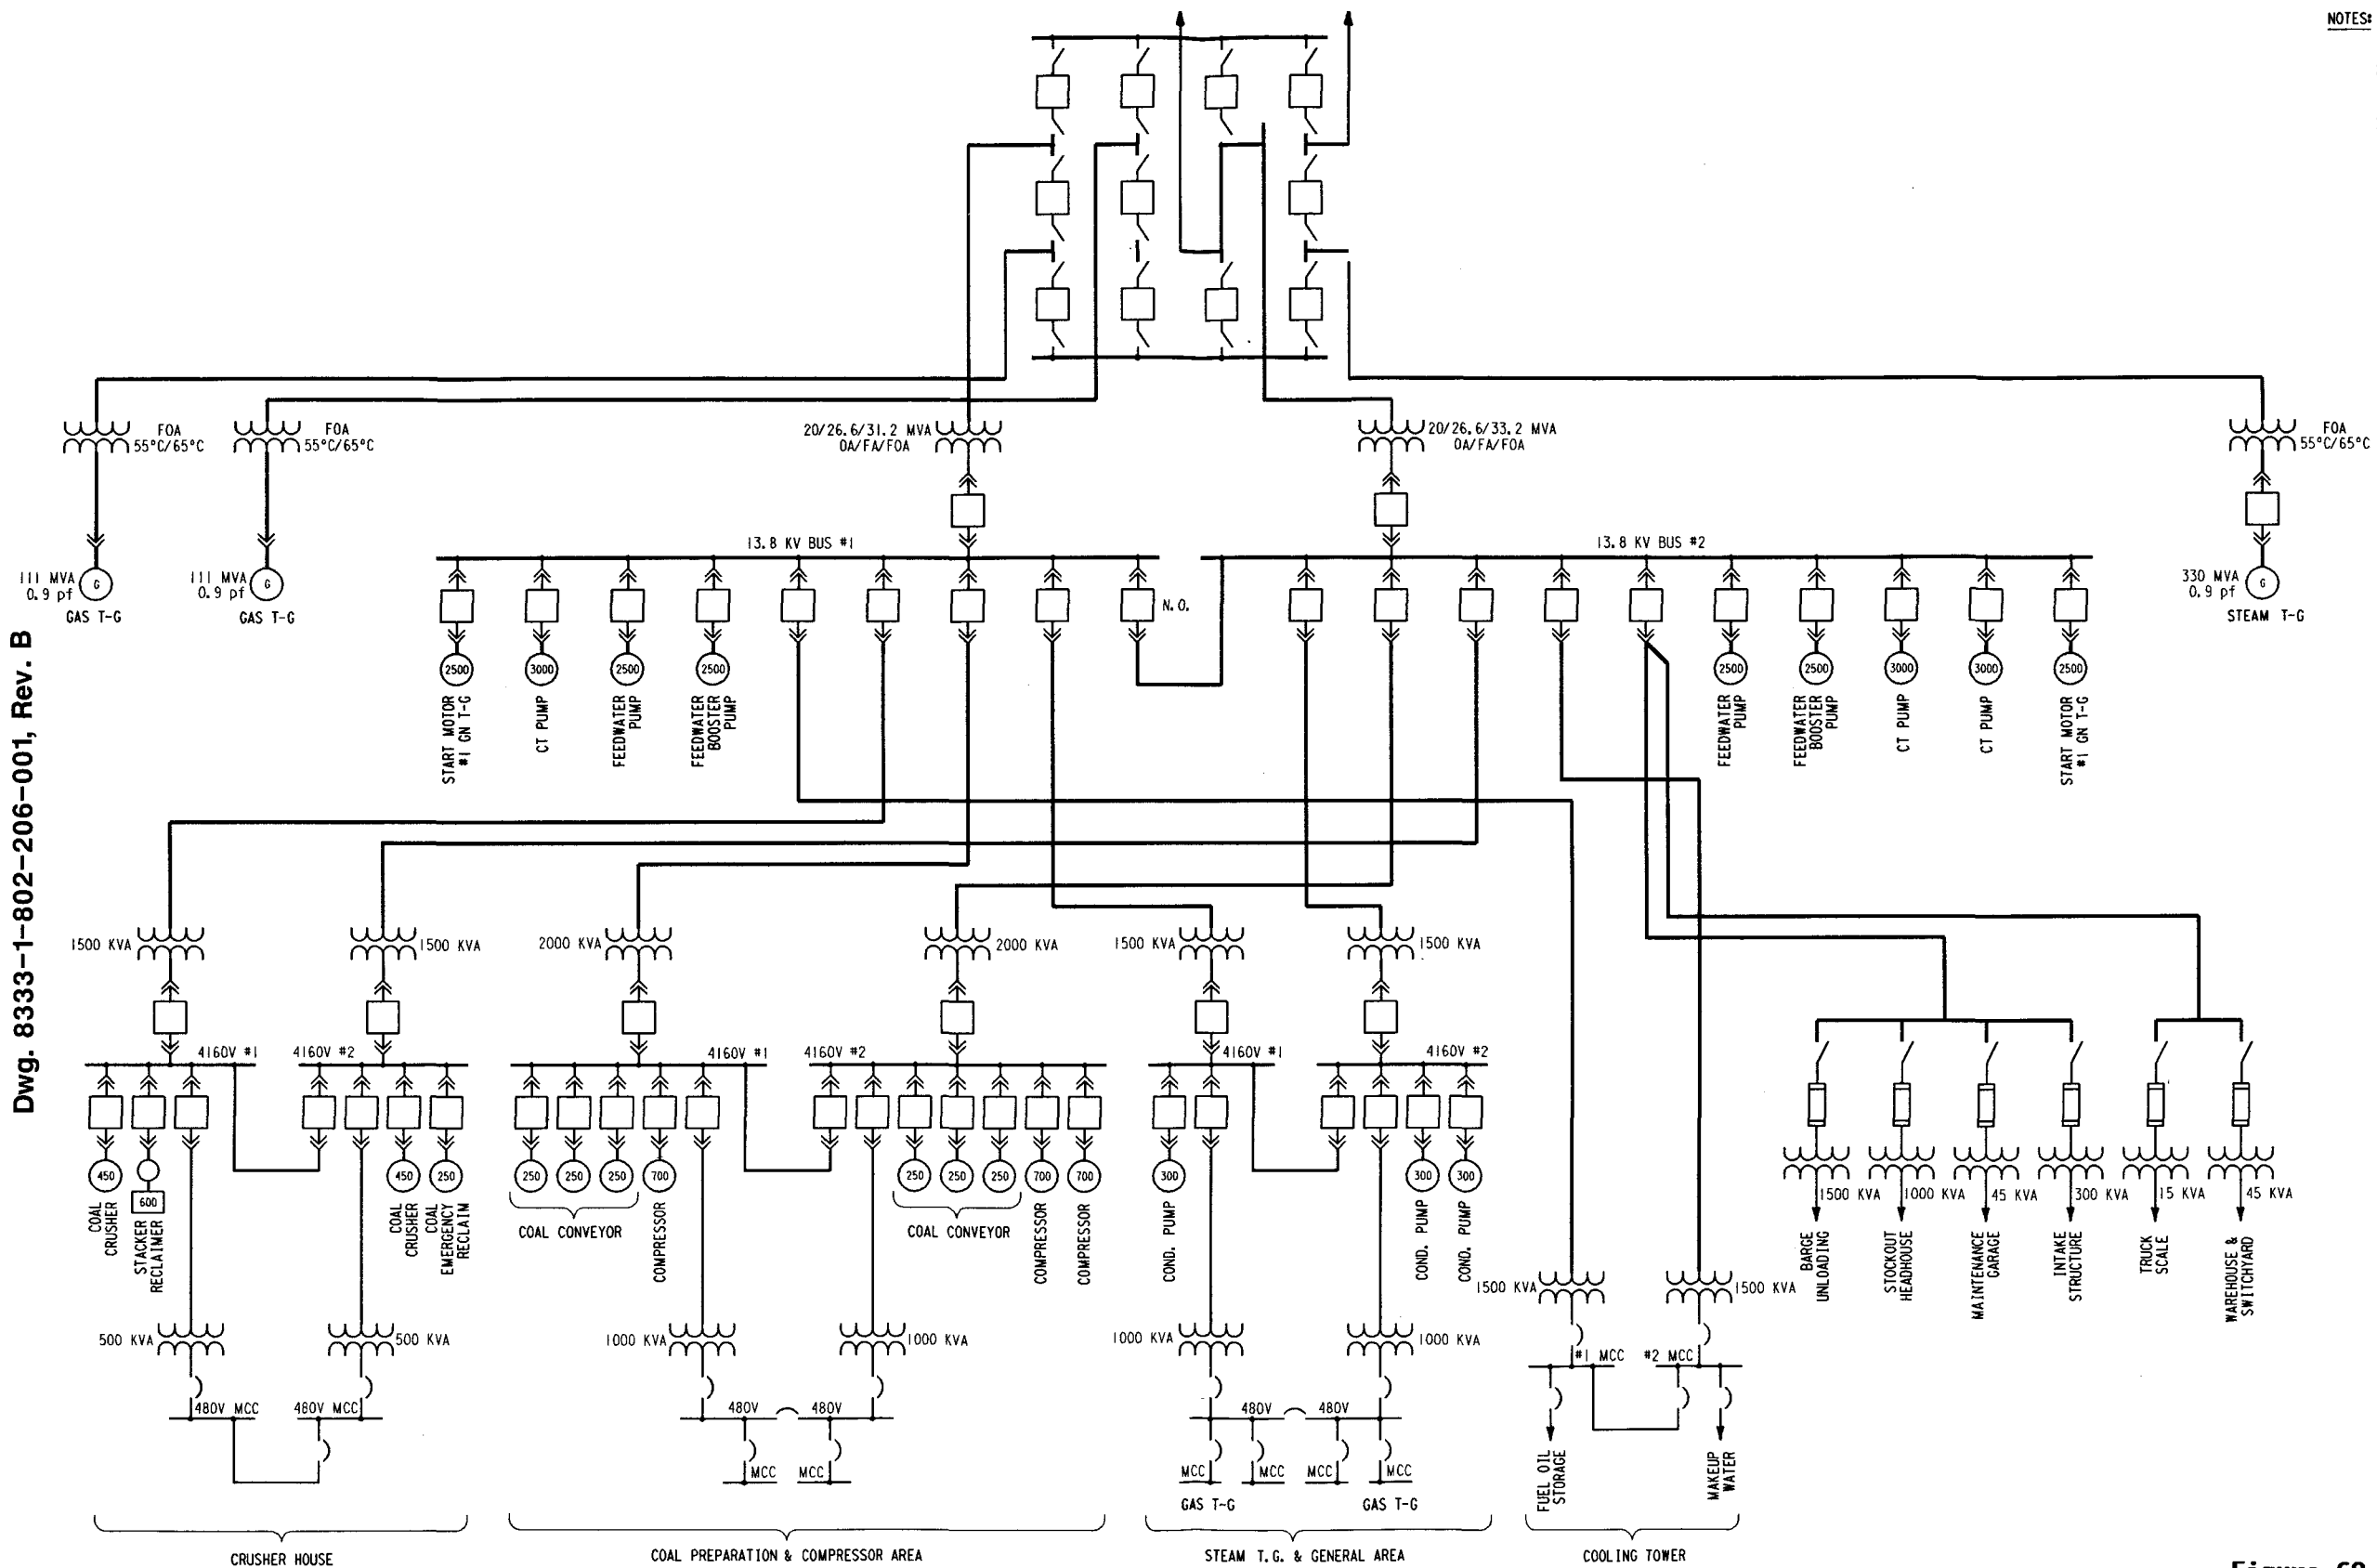 NOTES:
FOA
55°C/65°C
FOA
55°C/65°C
20/26.6/31.2 MVA
OA/FA/FOA
20/26.6/33.2 MVA
OA/FA/FOA
FOA
55°C/65°C
13.8 KV BUS #1
13.8 KV BUS #2
111 MVA
0.9 pf
G
GAS T-G
111 MVA
0.9 pf
G
GAS T-G
N.O.
330 MVA
0.9 pf
G
STEAM T-G
2500
3000
2500
2500
2500
2500
3000
3000
2500
START MOTOR
#1 GN T-G
CT PUMP
FEEDWATER
PUMP
FEEDWATER
BOOSTER
PUMP
FEEDWATER
PUMP
FEEDWATER
BOOSTER
PUMP
CT PUMP
CT PUMP
START MOTOR
#1 GN T-G
Dwg. 8333-1-802-206-001, Rev. B
1500 KVA
1500 KVA
2000 KVA
2000 KVA
1500 KVA
1500 KVA
4160V #1
4160V #2
4160V #1
4160V #2
4160V #1
4160V #2
450
600
450
250
250
250
250
700
250
250
250
700
700
300
300
300
COAL
CRUSHER
STACKER
RECLAIMER
COAL
CRUSHER
COAL
EMERGENCY
RECLAIM
COAL CONVEYOR
COMPRESSOR
COAL CONVEYOR
COMPRESSOR
COMPRESSOR
COND. PUMP
COND. PUMP
COND. PUMP
1500 KVA
1000 KVA
45 KVA
300 KVA
15 KVA
45 KVA
BARGE
UNLOADING
STOCKOUT
HEADHOUSE
MAINTENANCE
GARAGE
INTAKE
STRUCTURE
TRUCK
SCALE
WAREHOUSE &
SWITCHYARD
1500 KVA
1500 KVA
500 KVA
500 KVA
1000 KVA
1000 KVA
1000 KVA
1000 KVA
#1 MCC
#2 MCC
480V MCC
480V MCC
480V
480V
480V
480V
MCC
MCC
MCC
MCC
MCC
MCC
GAS T-G
GAS T-G
FUEL OIL
STORAGE
MAKEUP
WATER
CRUSHER HOUSE
COAL PREPARATION & COMPRESSOR AREA
STEAM T.G. & GENERAL AREA
COOLING TOWER